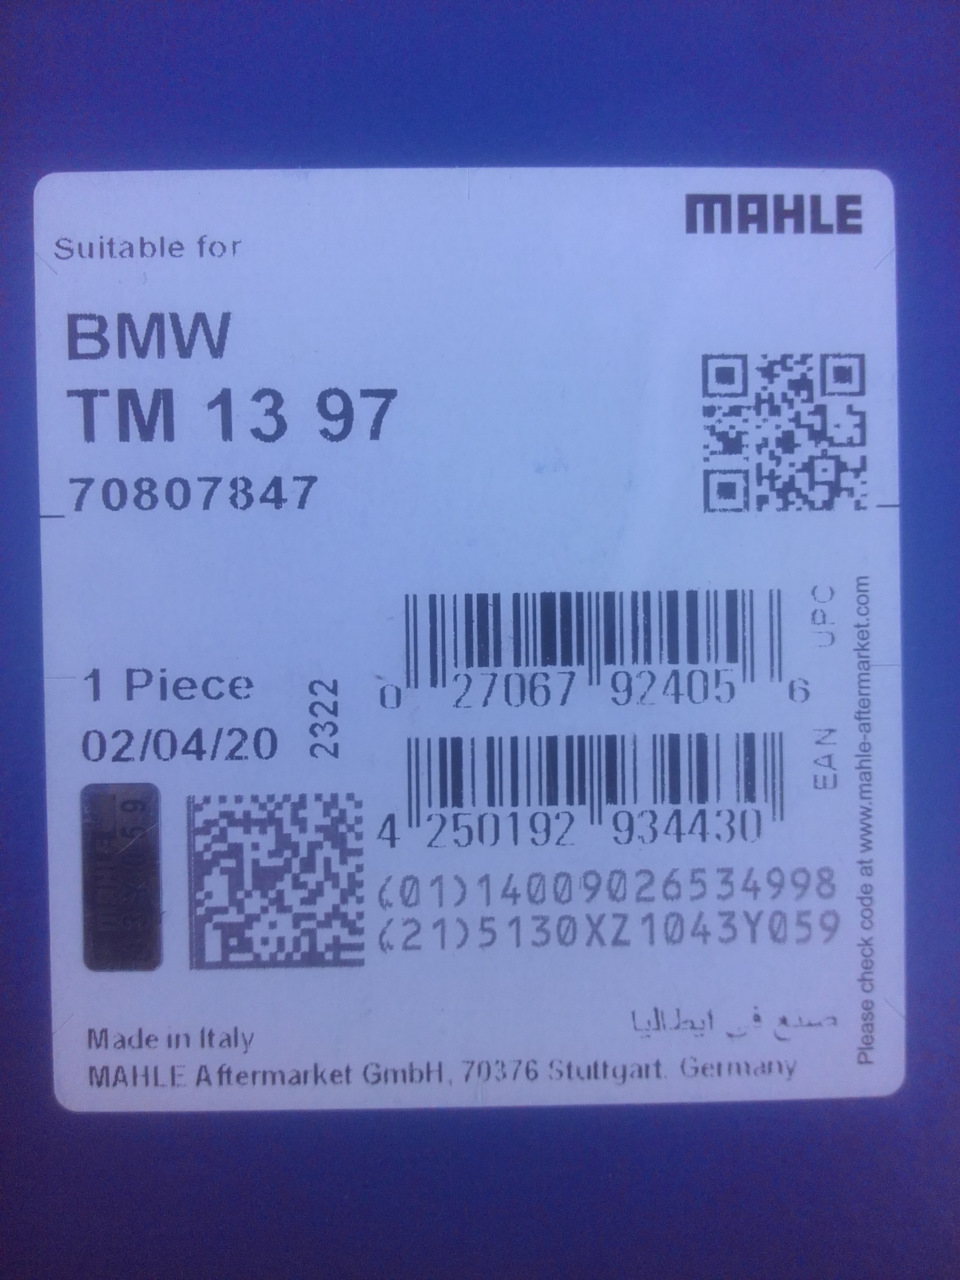 MAHLE
Suitable for
BMW
TM 13 97
70807847
1 Piece
02/04/20
2322
0 27067 92405 6
UPC
4 250192 934430
EAN
(01)14009026534998
(21)5130XZ1043Y059
Please check code at www.mahle-aftermarket.com
صنع في ايطاليا
Made in Italy
MAHLE Aftermarket GmbH, 70376 Stuttgart, Germany